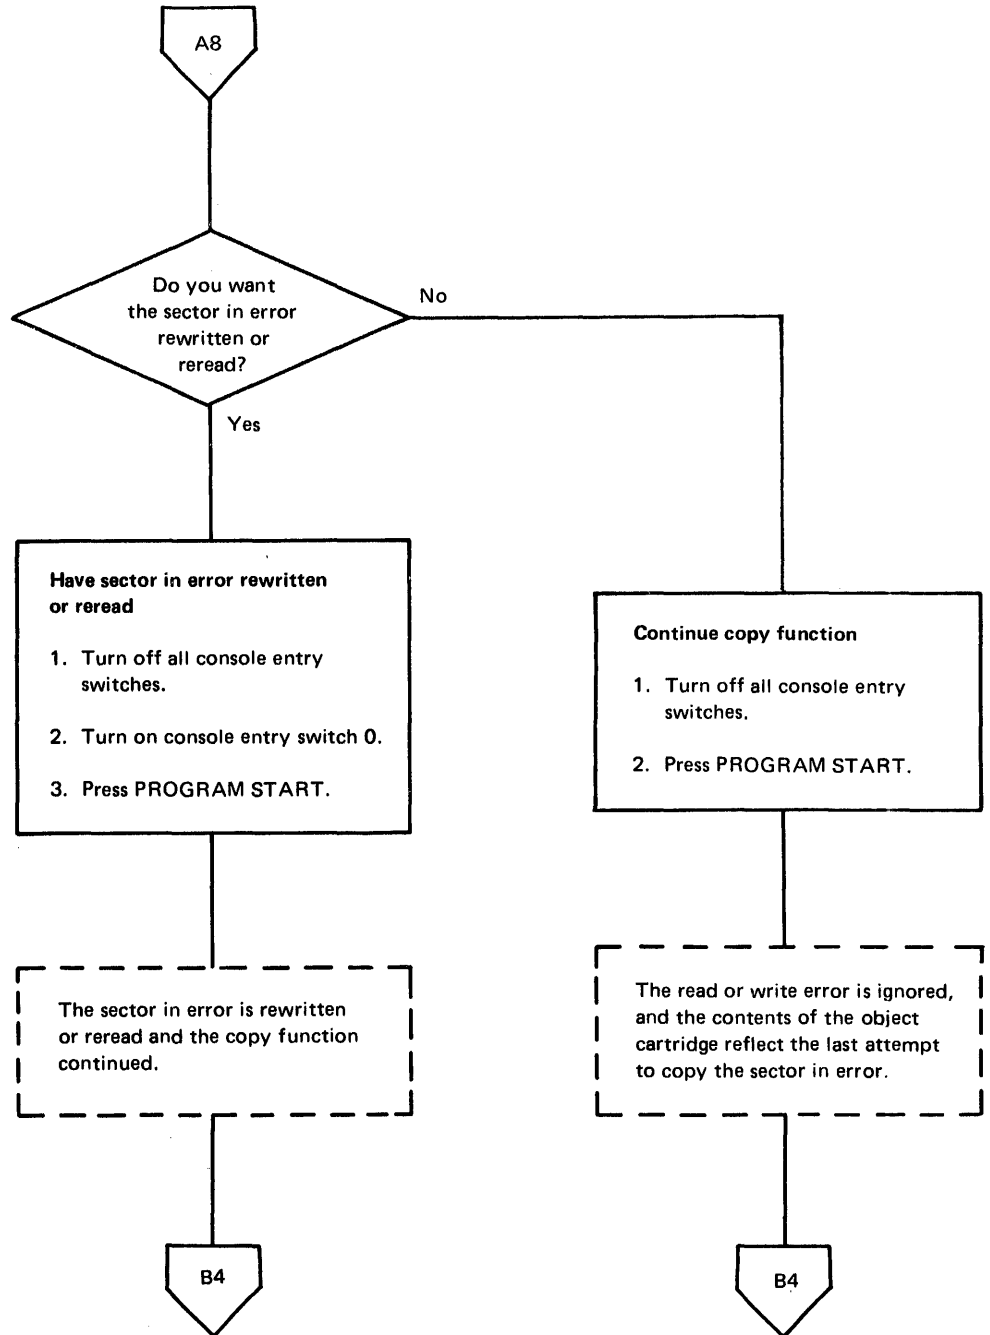 A8
Do you want
the sector in error
rewritten or
reread?
No
Yes
Have sector in error rewritten
or reread
1. Turn off all console entry
switches.
2. Turn on console entry switch 0.
3. Press PROGRAM START.
Continue copy function
1. Turn off all console entry
switches.
2. Press PROGRAM START.
The sector in error is rewritten
or reread and the copy function
continued.
The read or write error is ignored,
and the contents of the object
cartridge reflect the last attempt
to copy the sector in error.
B4
B4